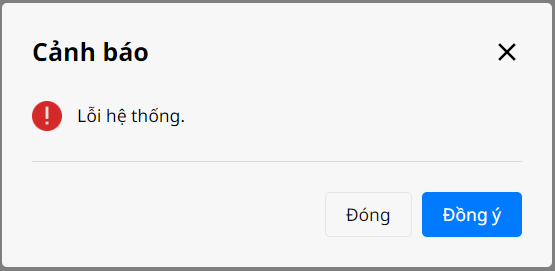 Cảnh báo
Lỗi hệ thống.
Đóng
Đồng ý